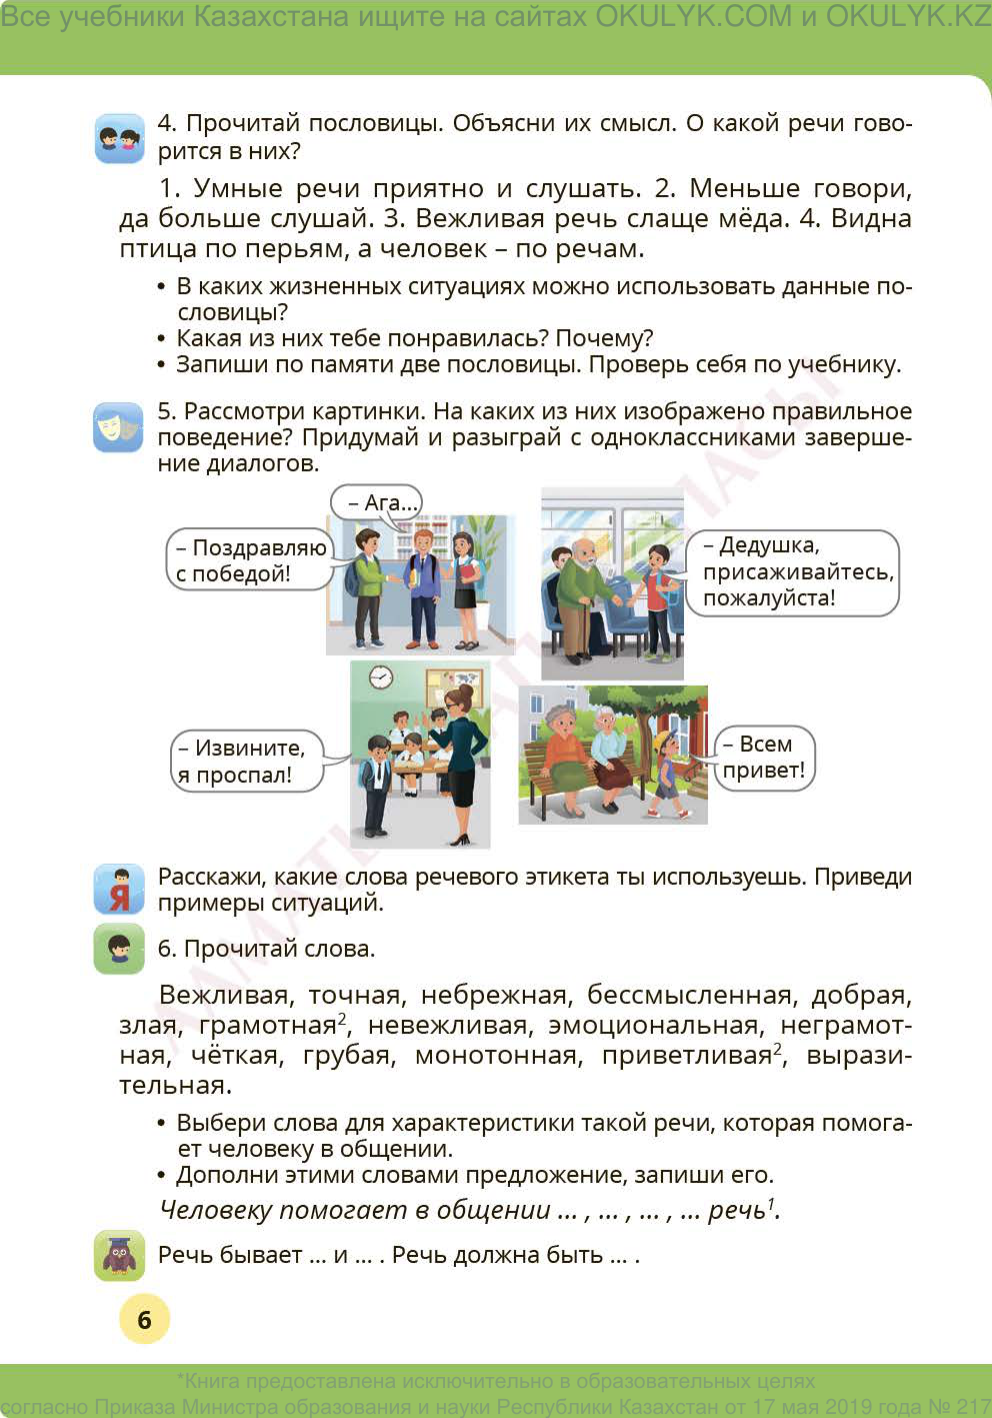 Все учебники Казахстана ищите на сайтах OKULYK.COM и OKULYK.KZ
4. Прочитай пословицы. Объясни их смысл. О какой речи гово-
рится в них?
1. Умные речи приятно и слушать. 2. Меньше говори,
да больше слушай. 3. Вежливая речь слаще мёда. 4. Видна
птица по перьям, а человек – по речам.
• В каких жизненных ситуациях можно использовать данные по-
словицы?
• Какая из них тебе понравилась? Почему?
• Запиши по памяти две пословицы. Проверь себя по учебнику.
5. Рассмотри картинки. На каких из них изображено правильное
поведение? Придумай и разыграй с одноклассниками заверше-
ние диалогов.
– Ага...
– Поздравляю
с победой!
– Дедушка,
присаживайтесь,
пожалуйста!
– Извините,
я проспал!
– Всем
привет!
Я
Расскажи, какие слова речевого этикета ты используешь. Приведи
примеры ситуаций.
6. Прочитай слова.
Вежливая, точная, небрежная, бессмысленная, добрая,
злая, грамотная², невежливая, эмоциональная, неграмот-
ная, чёткая, грубая, монотонная, приветливая², вырази-
тельная.
• Выбери слова для характеристики такой речи, которая помога-
ет человеку в общении.
• Дополни этими словами предложение, запиши его.
Человеку помогает в общении ... , ... , ... , ... речь¹.
Речь бывает ... и ... . Речь должна быть ... .
6
*Книга предоставлена исключительно в образовательных целях
согласно Приказа Министра образования и науки Республики Казахстан от 17 мая 2019 года № 217